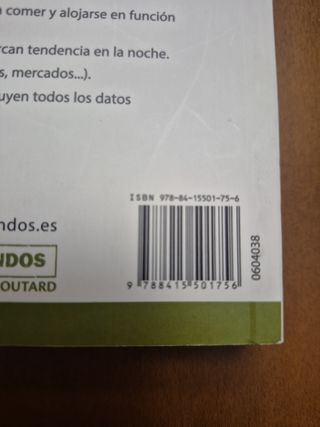 comer y alojarse en función
rcan tendencia en la noche.
s, mercados...).
uyen todos los datos
ISBN 978-84-15501-75-6
ndos.es
NDOS
OUTARD
9 788415 501756
0604038